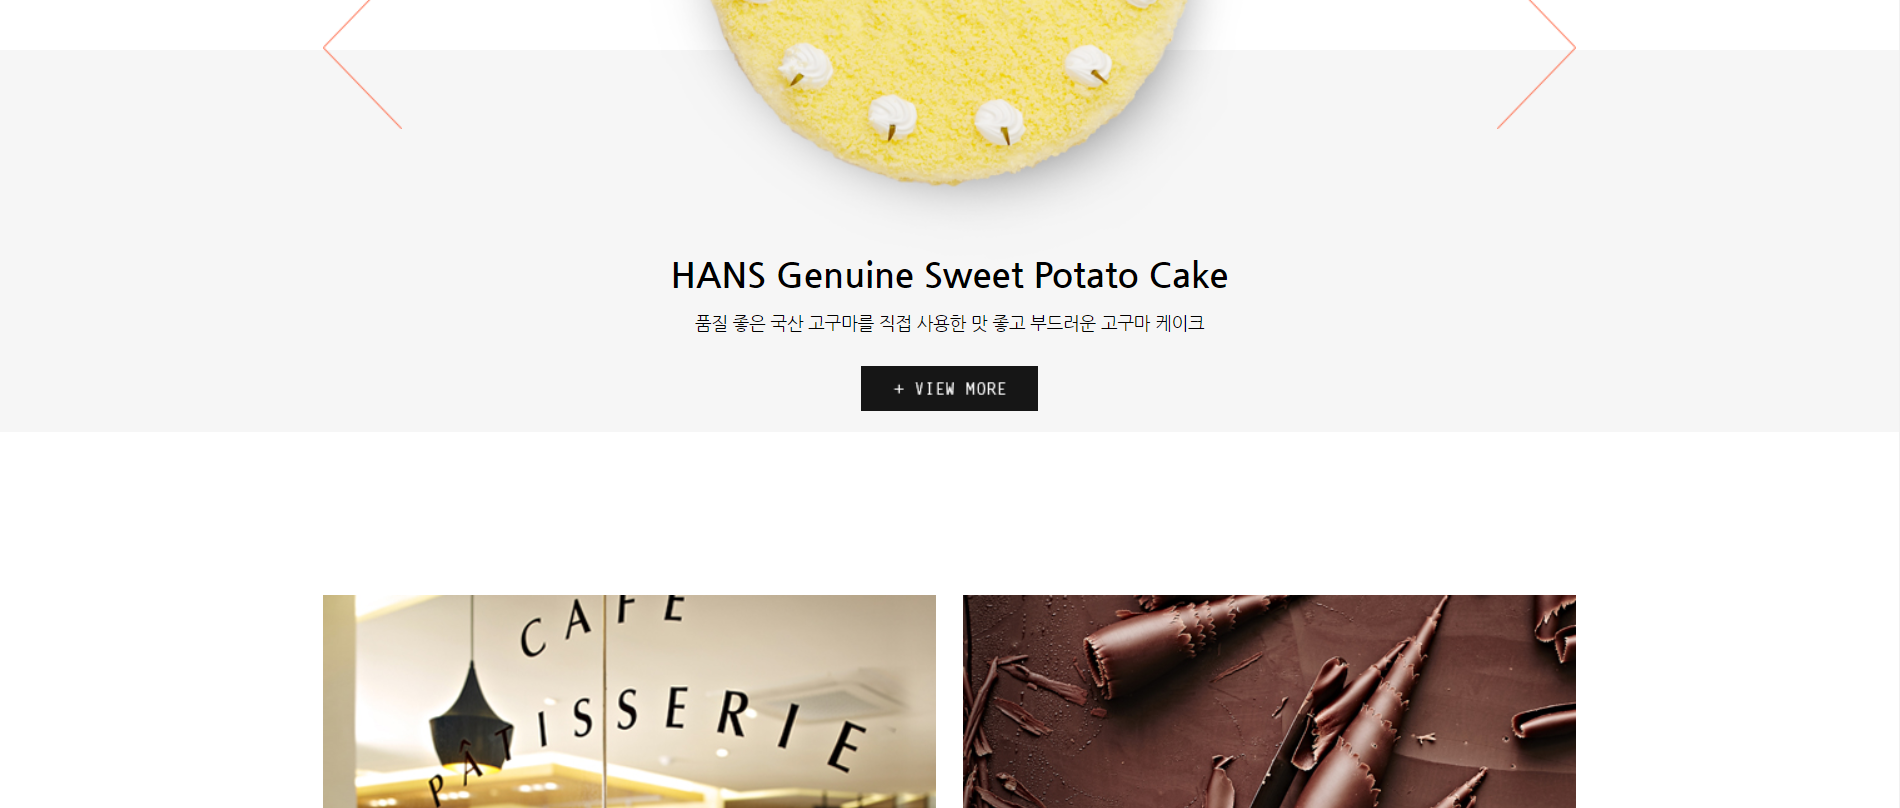 HANS Genuine Sweet Potato Cake
품질 좋은 국산 고구마를 직접 사용한 맛 좋고 부드러운 고구마 케이크
+ VIEW MORE
CAFE
PÂTISSERIE